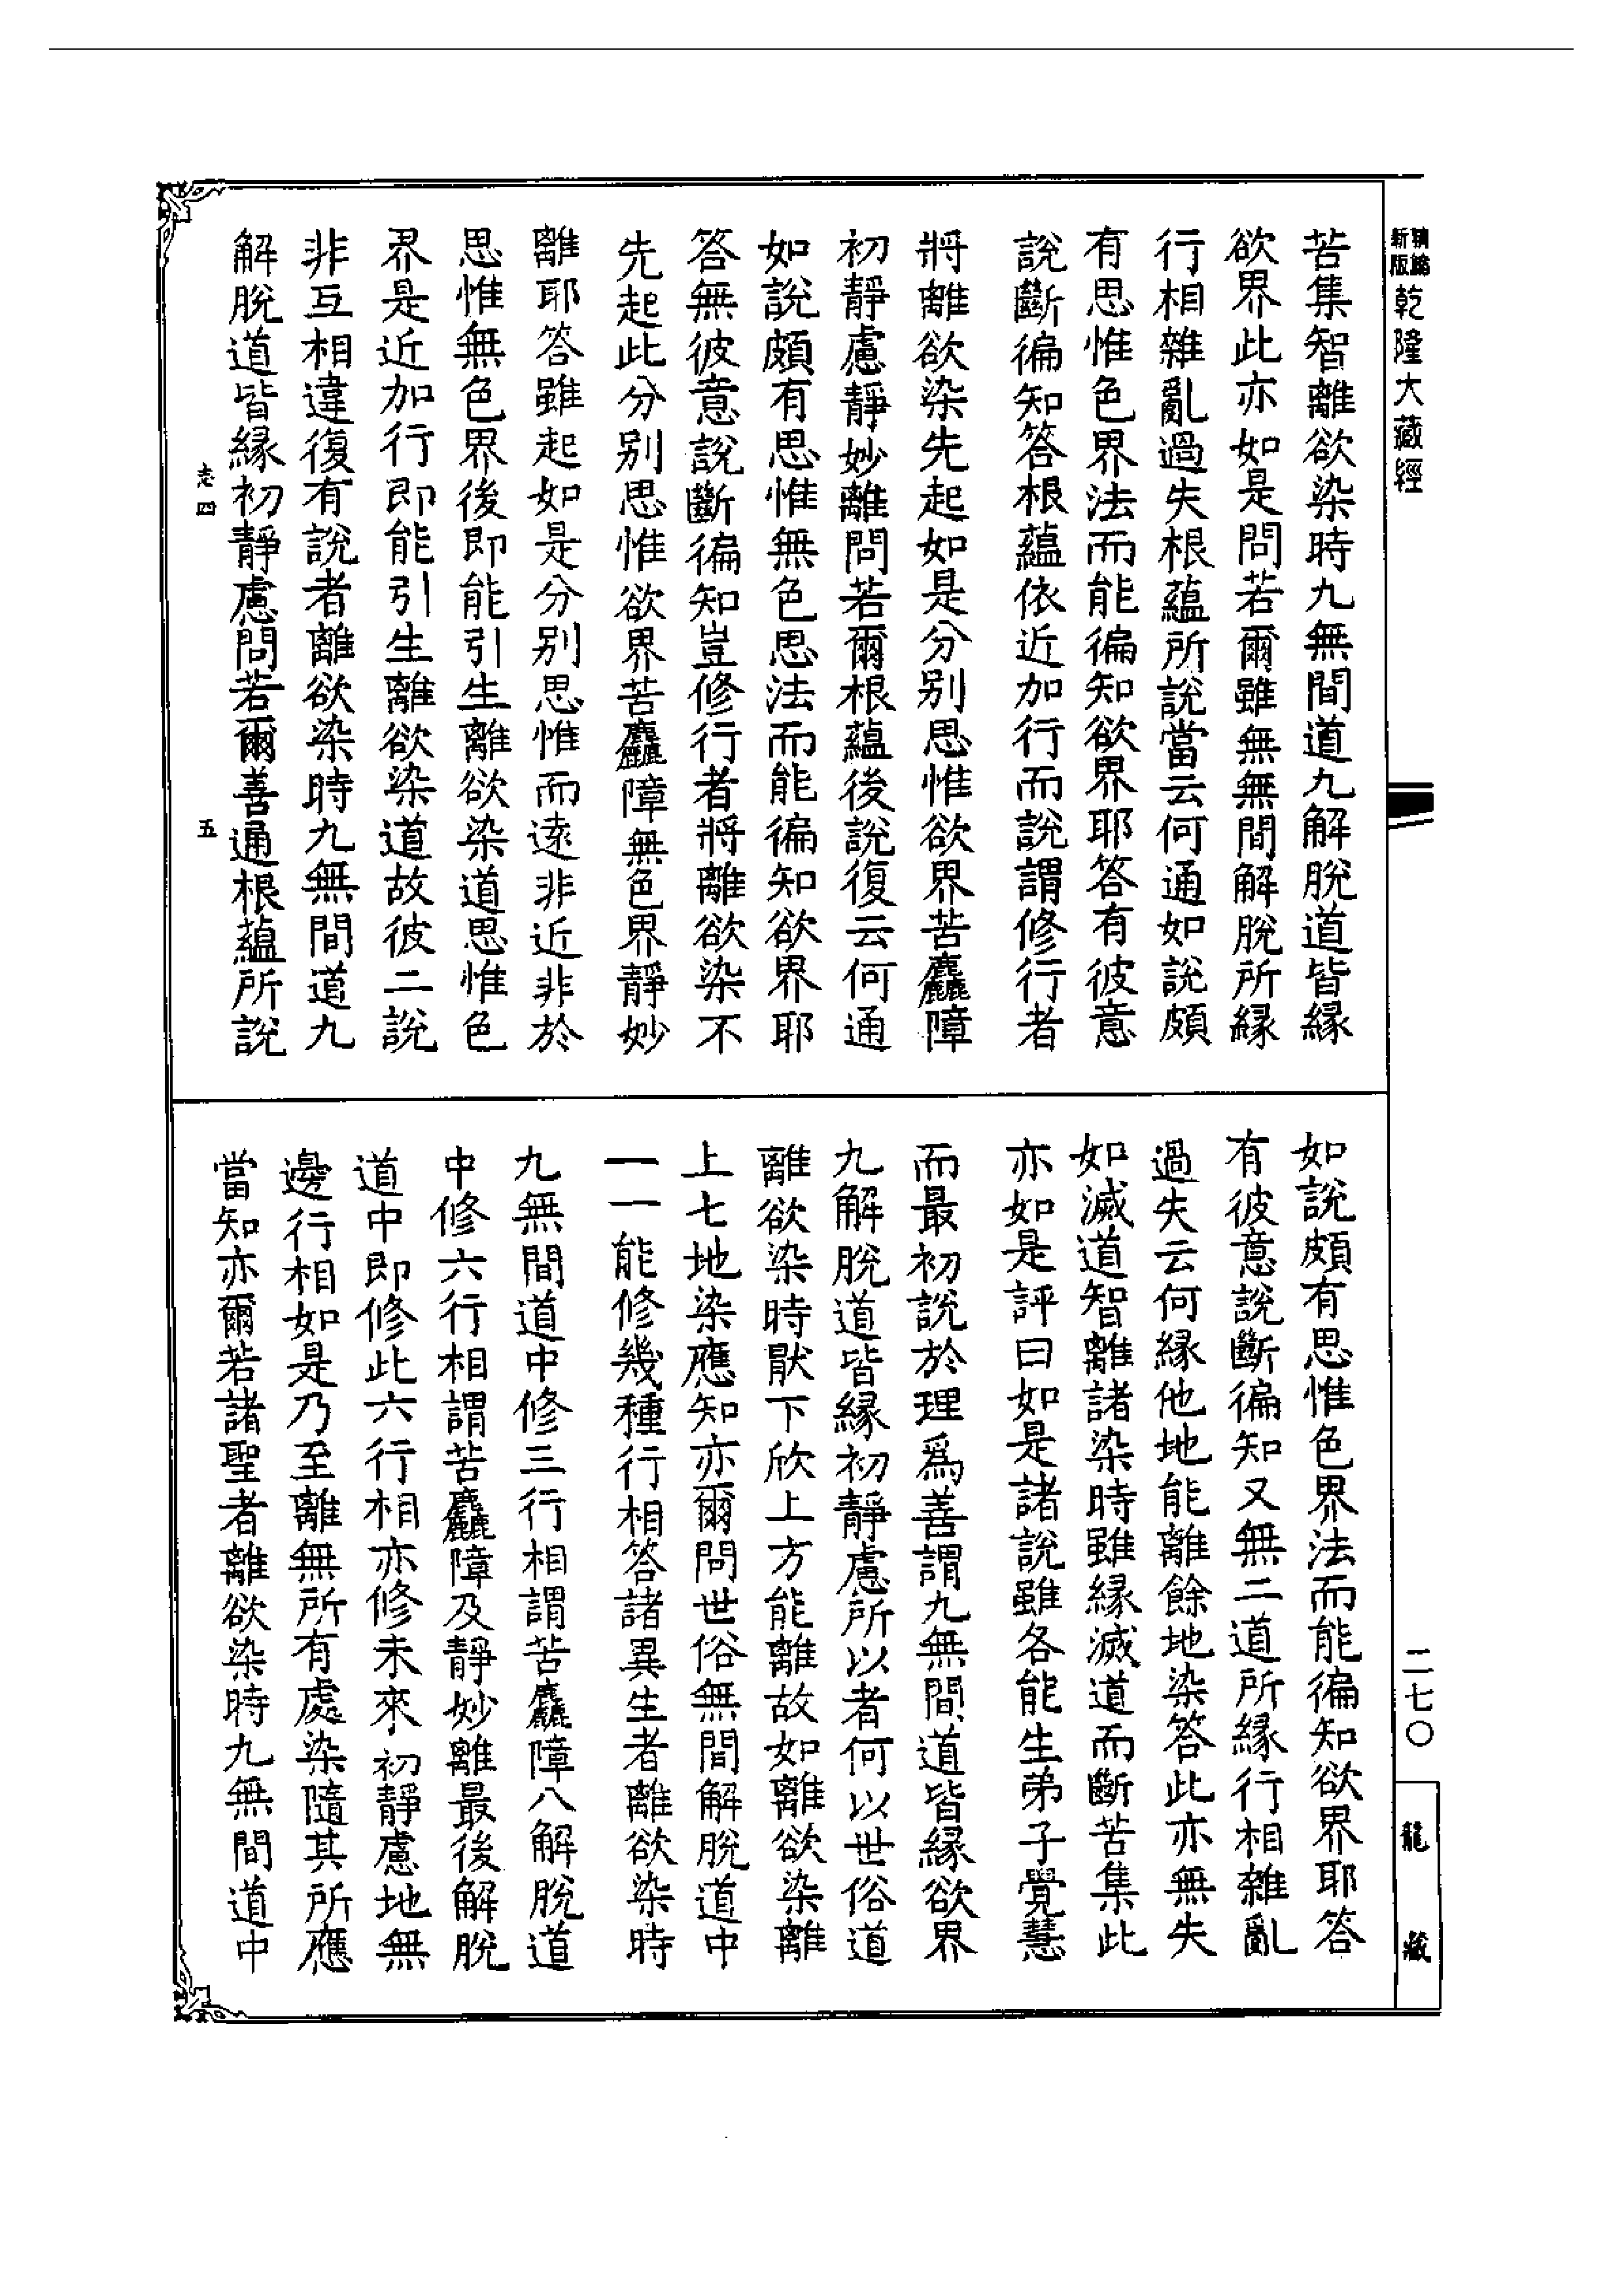 新版
乾隆大藏經
苦集智離欲染時九無間道九解脫道皆緣
欲界此亦如是問若爾雖無無間解脫所緣
行相雜亂過失根蘊所說當云何通如說頗
有思惟色界法而能徧知欲界耶答有彼意
說斷徧知答根蘊依近加行而說謂修行者
將離欲染先起如是分別思惟欲界苦麤障
初靜慮靜妙離問若爾根蘊後說復云何通
如說頗有思惟無色思法而能徧知欲界耶
答無彼意說斷徧知豈修行者將離欲染不
先起此分別思惟欲界苦麤障無色界靜妙
離耶答雖起如是分別思惟而遠非近非於
思惟無色界後即能引生離欲染道思惟色
界是近加行即能引生離欲染道故彼二說
非互相違復有說者離欲染時九無間道九
解脫道皆緣初靜慮問若爾善通根蘊所說
志四
五
如說頗有思惟色界法而能徧知欲界耶答
有彼意說斷徧知又無二道所緣行相雜亂
過失云何緣他地能離餘地染答此亦無失
如滅道智離諸染時雖緣滅道而斷苦集此
亦如是評曰如是諸說雖各能生弟子覺慧
而最初說於理爲善謂九無間道皆緣欲界
九解脫道皆緣初靜慮所以者何以世俗道
離欲染時猒下欣上方能離故如離欲染離
上七地染應知亦爾問世俗無間解脫道中
一一能修幾種行相答諸異生者離欲染時
九無間道中修三行相謂苦麤障八解脫道
中修六行相謂苦麤障及靜妙離最後解脫
道中即修此六行相亦修未來初靜慮地無
邊行相如是乃至離無所有處染隨其所應
當知亦爾若諸聖者離欲染時九無間道中
二七〇
龍藏